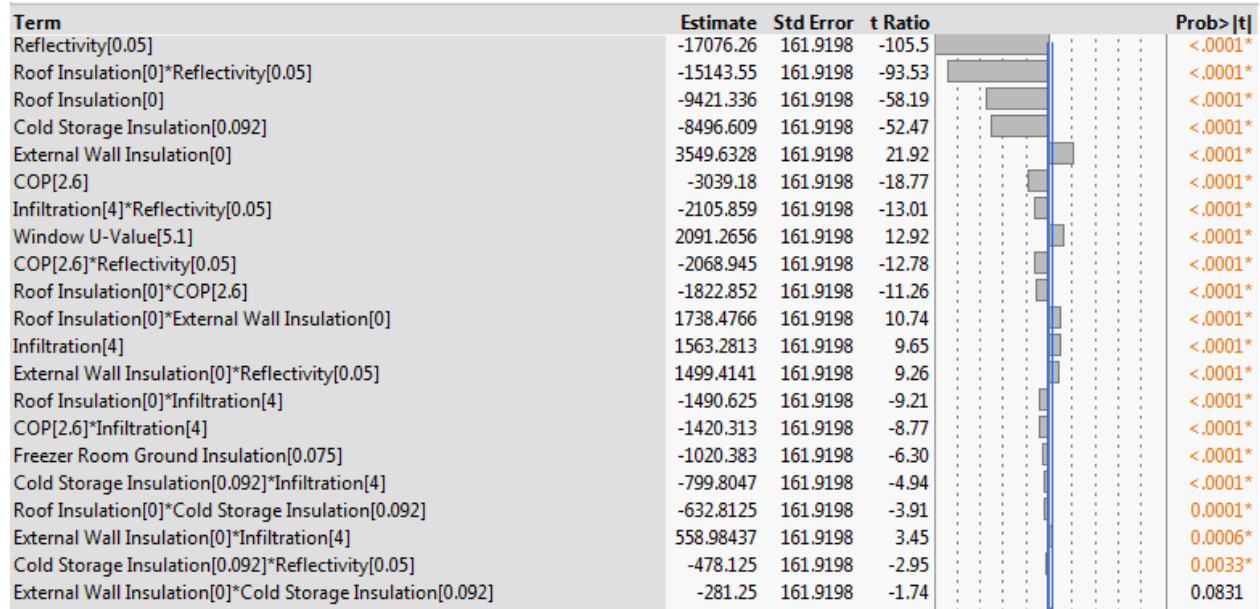 Term Estimate Std Error t Ratio Prob>|t|
Reflectivity[0.05] -17076.26 161.9198 -105.5 <.0001*
Roof Insulation[0]*Reflectivity[0.05] -15143.55 161.9198 -93.53 <.0001*
Roof Insulation[0] -9421.336 161.9198 -58.19 <.0001*
Cold Storage Insulation[0.092] -8496.609 161.9198 -52.47 <.0001*
External Wall Insulation[0] 3549.6328 161.9198 21.92 <.0001*
COP[2.6] -3039.18 161.9198 -18.77 <.0001*
Infiltration[4]*Reflectivity[0.05] -2105.859 161.9198 -13.01 <.0001*
Window U-Value[5.1] 2091.2656 161.9198 12.92 <.0001*
COP[2.6]*Reflectivity[0.05] -2068.945 161.9198 -12.78 <.0001*
Roof Insulation[0]*COP[2.6] -1822.852 161.9198 -11.26 <.0001*
Roof Insulation[0]*External Wall Insulation[0] 1738.4766 161.9198 10.74 <.0001*
Infiltration[4] 1563.2813 161.9198 9.65 <.0001*
External Wall Insulation[0]*Reflectivity[0.05] 1499.4141 161.9198 9.26 <.0001*
Roof Insulation[0]*Infiltration[4] -1490.625 161.9198 -9.21 <.0001*
COP[2.6]*Infiltration[4] -1420.313 161.9198 -8.77 <.0001*
Freezer Room Ground Insulation[0.075] -1020.383 161.9198 -6.30 <.0001*
Cold Storage Insulation[0.092]*Infiltration[4] -799.8047 161.9198 -4.94 <.0001*
Roof Insulation[0]*Cold Storage Insulation[0.092] -632.8125 161.9198 -3.91 0.0001*
External Wall Insulation[0]*Infiltration[4] 558.98437 161.9198 3.45 0.0006*
Cold Storage Insulation[0.092]*Reflectivity[0.05] -478.125 161.9198 -2.95 0.0033*
External Wall Insulation[0]*Cold Storage Insulation[0.092] -281.25 161.9198 -1.74 0.0831